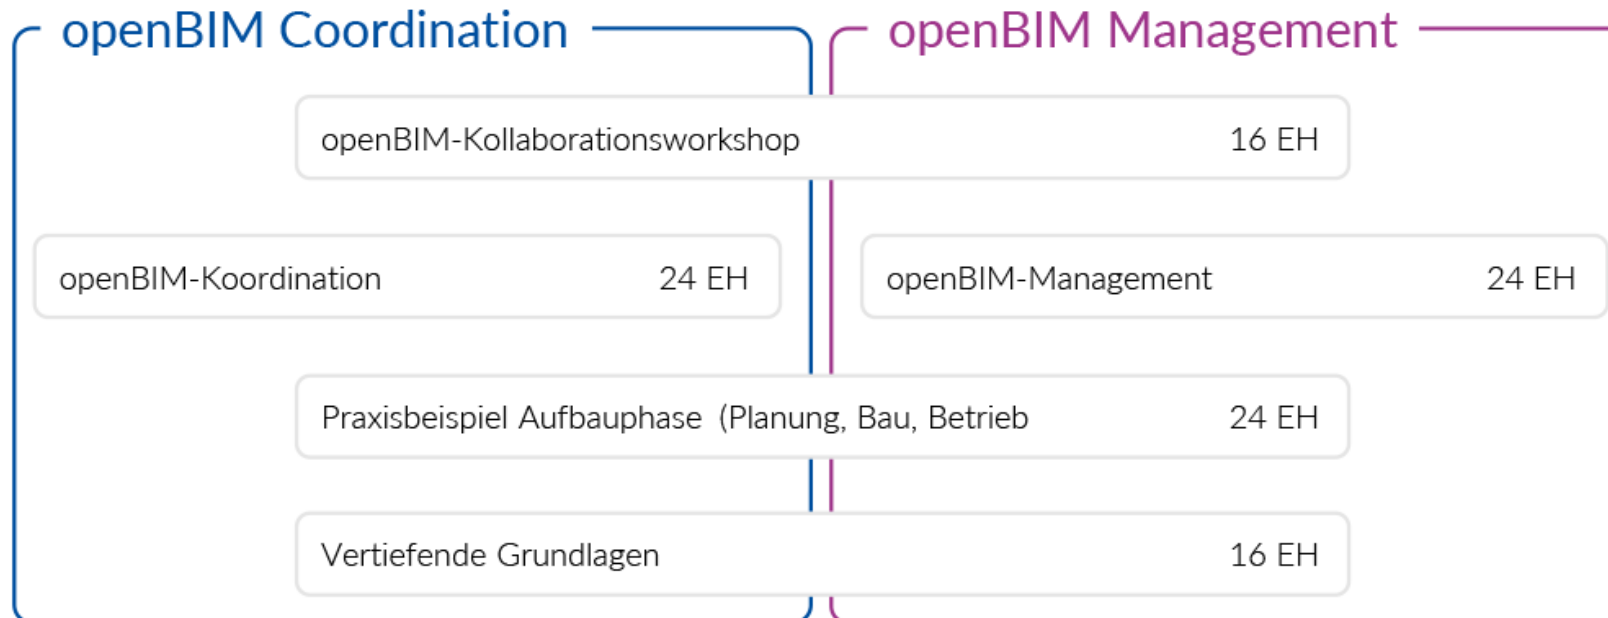 openBIM Coordination
openBIM Management
openBIM-Kollaborationsworkshop 16 EH
openBIM-Koordination 24 EH
openBIM-Management 24 EH
Praxisbeispiel Aufbauphase (Planung, Bau, Betrieb 24 EH
Vertiefende Grundlagen 16 EH